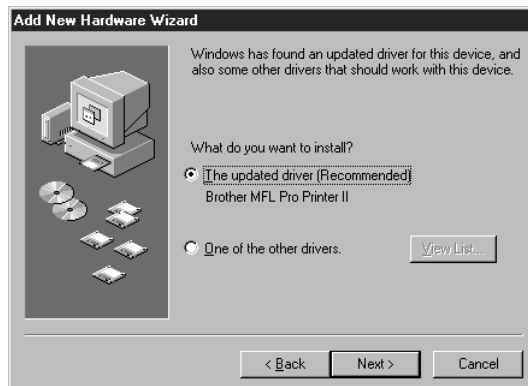 Add New Hardware Wizard
Windows has found an updated driver for this device, and
also some other drivers that should work with this device.
What do you want to install?
The updated driver (Recommended)
Brother MFL Pro Printer II
One of the other drivers.
View List...
< Back
Next >
Cancel